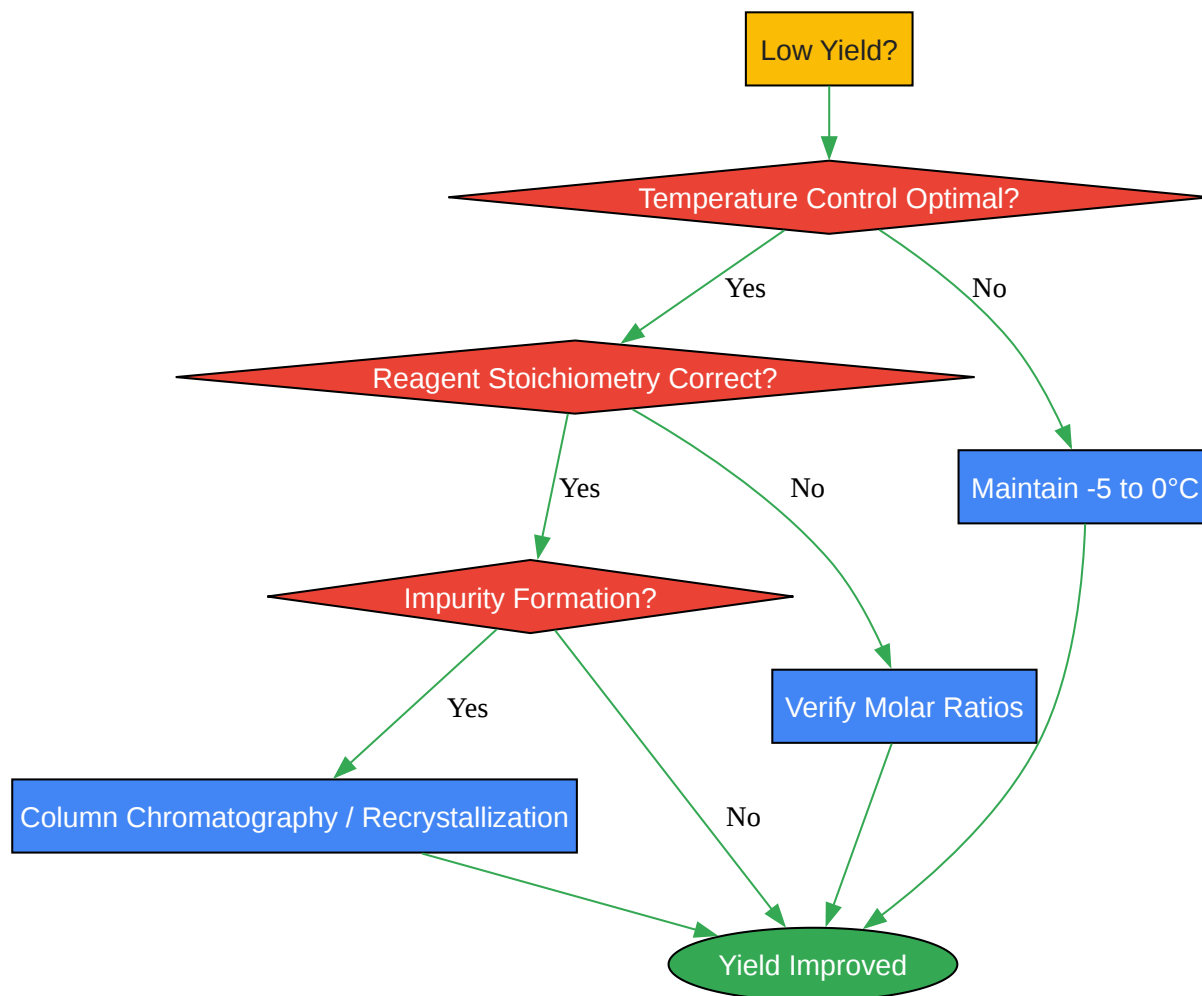 Low Yield?
Temperature Control Optimal?
Yes
No
Reagent Stoichiometry Correct?
Yes
No
Maintain -5 to 0°C
Impurity Formation?
Yes
Verify Molar Ratios
Column Chromatography / Recrystallization
No
Yield Improved